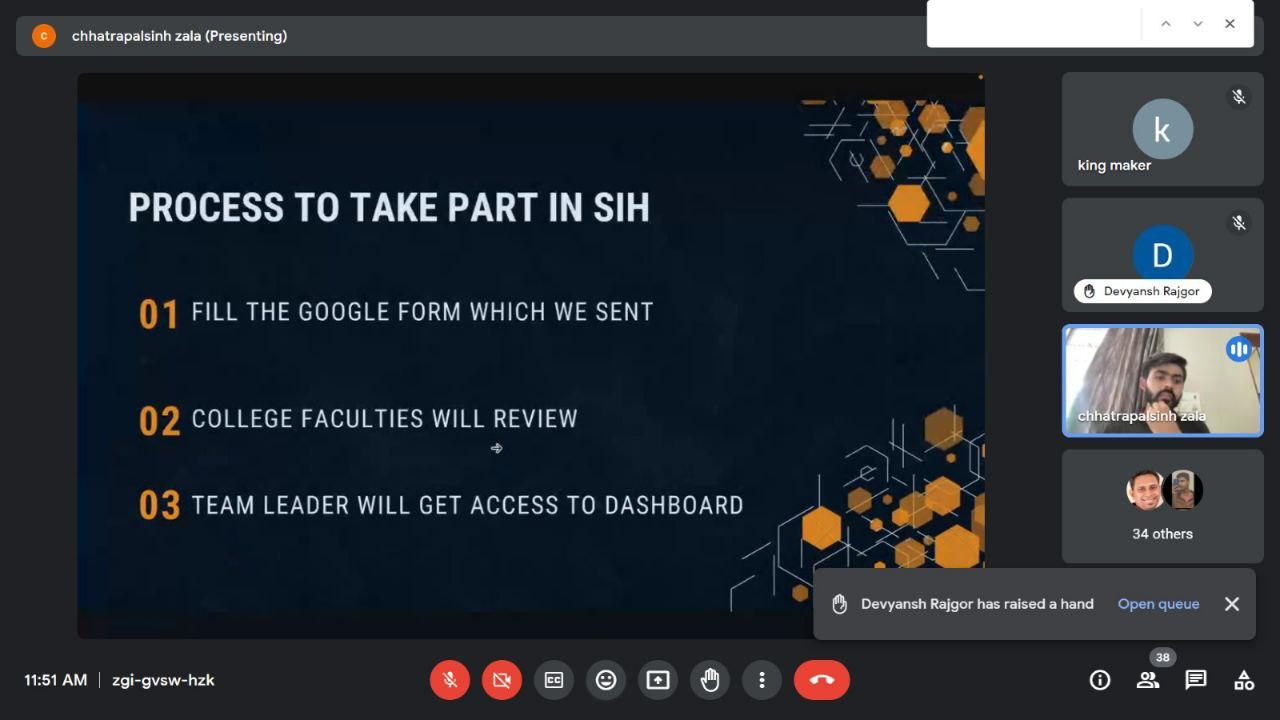 c chhatrapalsinh zala (Presenting)
PROCESS TO TAKE PART IN SIH
01 FILL THE GOOGLE FORM WHICH WE SENT
02 COLLEGE FACULTIES WILL REVIEW
03 TEAM LEADER WILL GET ACCESS TO DASHBOARD
k
king maker
D
Devyansh Rajgor
chhatrapalsinh zala
34 others
Devyansh Rajgor has raised a hand Open queue
11:51 AM | zgi-gvsw-hzk
CC
38